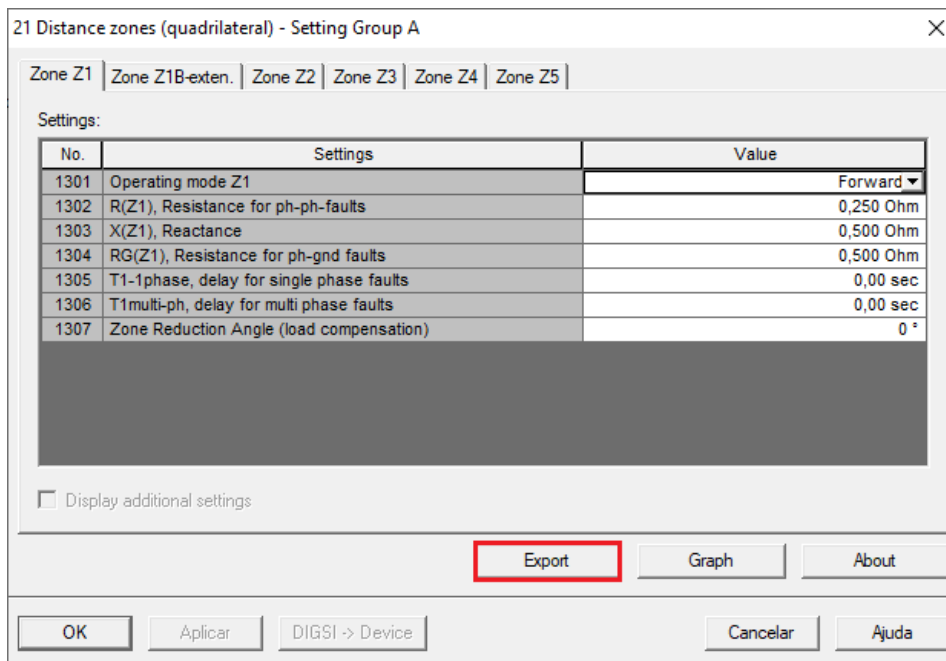 21 Distance zones (quadrilateral) - Setting Group A
Zone Z1 Zone Z1B-exten. Zone Z2 Zone Z3 Zone Z4 Zone Z5
Settings:
No. Settings Value
1301 Operating mode Z1 Forward
1302 R(Z1), Resistance for ph-ph-faults 0,250 Ohm
1303 X(Z1), Reactance 0,500 Ohm
1304 RG(Z1), Resistance for ph-gnd faults 0,500 Ohm
1305 T1-1phase, delay for single phase faults 0,00 sec
1306 T1multi-ph, delay for multi phase faults 0,00 sec
1307 Zone Reduction Angle (load compensation) 0 °
Display additional settings
Export Graph About
OK Aplicar DIGSI -> Device Cancelar Ajuda